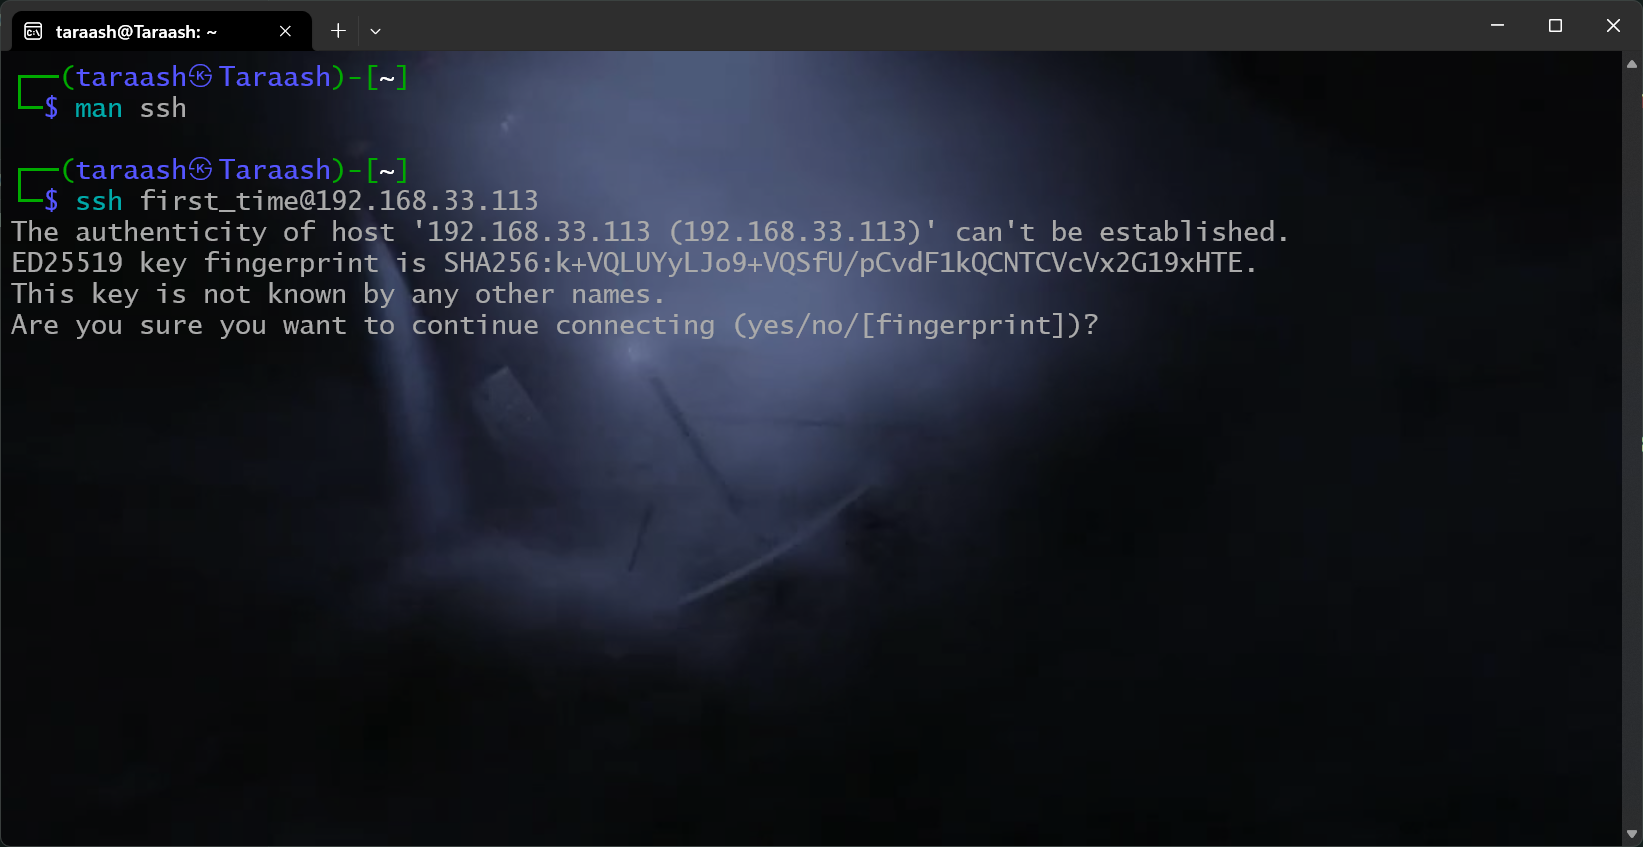 taraash@Taraash: ~
┌──(taraash㉿Taraash)-[~]
└─$ man ssh
┌──(taraash㉿Taraash)-[~]
└─$ ssh first_time@192.168.33.113
The authenticity of host '192.168.33.113 (192.168.33.113)' can't be established.
ED25519 key fingerprint is SHA256:k+VQLUYyLJo9+VQSfU/pCvdF1kQCNTCVcVx2G19xHTE.
This key is not known by any other names.
Are you sure you want to continue connecting (yes/no/[fingerprint])?